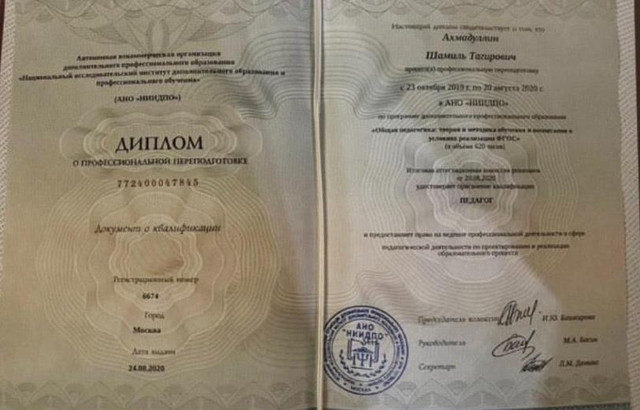 Автономная некоммерческая организация
дополнительного профессионального образования
«Национальный исследовательский институт дополнительного образования и
профессионального обучения»
(АНО «НИИДПО»)
ДИПЛОМ
О ПРОФЕССИОНАЛЬНОЙ ПЕРЕПОДГОТОВКЕ
772400047845
Документ о квалификации
Регистрационный номер
6674
Город
Москва
Дата выдачи
24.08.2020
Настоящий диплом свидетельствует о том, что
Ахмадуллин
Шамиль Тагирович
прошел(а) профессиональную переподготовку
с 23 октября 2019 г. по 20 августа 2020 г.
в АНО «НИИДПО»
по программе дополнительного профессионального образования
«Общая педагогика: теория и методика обучения и воспитания в
условиях реализации ФГОС»
(в объёме 620 часов)
Итоговая аттестационная комиссия решением
от 20.08.2020
удостоверяет присвоение квалификации
ПЕДАГОГ
и предоставляет право на ведение профессиональной деятельности в сфере
педагогической деятельности по проектированию и реализации
образовательного процесса
Председатель комиссии И.Ю.
Руководитель М.А.
Секретарь Л.М.
АНО
"НИИДПО"
МОСКВА